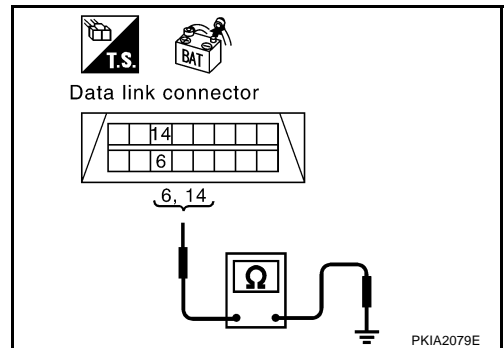 T.S.
BAT
Data link connector
14
6
6, 14
Ω
PKIA2079E